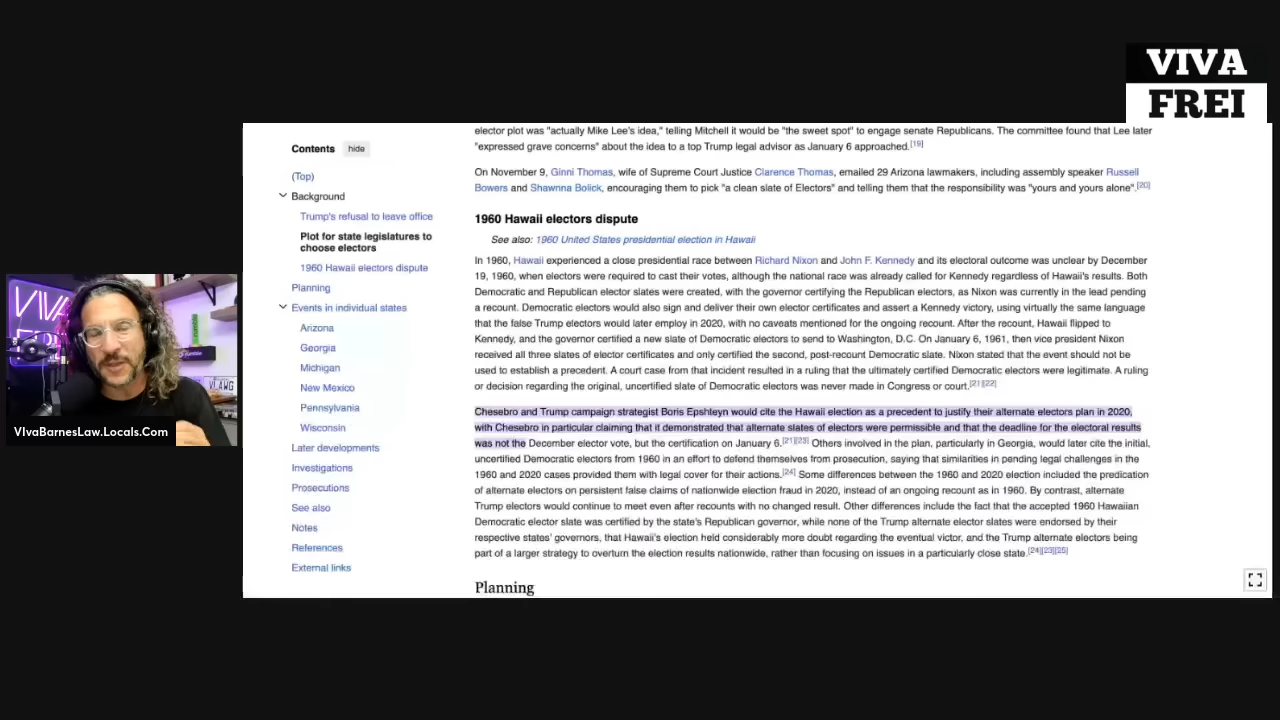 VIVA
FREI
elector plot was "actually Mike Lee's idea," telling Mitchell it would be "the sweet spot" to engage senate Republicans. The committee found that Lee later
"expressed grave concerns" about the idea to a top Trump legal advisor as January 6 approached.[19]
On November 9, Ginni Thomas, wife of Supreme Court Justice Clarence Thomas, emailed 29 Arizona lawmakers, including assembly speaker Russell
Bowers and Shawnna Bolick, encouraging them to pick "a clean slate of Electors" and telling them that the responsibility was "yours and yours alone".[20]
1960 Hawaii electors dispute
See also: 1960 United States presidential election in Hawaii
In 1960, Hawaii experienced a close presidential race between Richard Nixon and John F. Kennedy and its electoral outcome was unclear by December
19, 1960, when electors were required to cast their votes, although the national race was already called for Kennedy regardless of Hawaii's results. Both
Democratic and Republican elector slates were created, with the governor certifying the Republican electors, as Nixon was currently in the lead pending
a recount. Democratic electors would also sign and deliver their own elector certificates and assert a Kennedy victory, using virtually the same language
that the false Trump electors would later employ in 2020, with no caveats mentioned for the ongoing recount. After the recount, Hawaii flipped to
Kennedy, and the governor certified a new slate of Democratic electors to send to Washington, D.C. On January 6, 1961, then vice president Nixon
received all three slates of elector certificates and only certified the second, post-recount Democratic slate. Nixon stated that the event should not be
used to establish a precedent. A court case from that incident resulted in a ruling that the ultimately certified Democratic electors were legitimate. A ruling
or decision regarding the original, uncertified slate of Democratic electors was never made in Congress or court.[21][22]
Chesebro and Trump campaign strategist Boris Epshteyn would cite the Hawaii election as a precedent to justify their alternate electors plan in 2020,
with Chesebro in particular claiming that it demonstrated that alternate slates of electors were permissible and that the deadline for the electoral results
was not the December elector vote, but the certification on January 6.[21][23] Others involved in the plan, particularly in Georgia, would later cite the initial,
uncertified Democratic electors from 1960 in an effort to defend themselves from prosecution, saying that similarities in pending legal challenges in the
1960 and 2020 cases provided them with legal cover for their actions.[24] Some differences between the 1960 and 2020 election included the predication
of alternate electors on persistent false claims of nationwide election fraud in 2020, instead of an ongoing recount as in 1960. By contrast, alternate
Trump electors would continue to meet even after recounts with no changed result. Other differences include the fact that the accepted 1960 Hawaiian
Democratic elector slate was certified by the state's Republican governor, while none of the Trump alternate elector slates were endorsed by their
respective states' governors, that Hawaii's election held considerably more doubt regarding the eventual victor, and the Trump alternate electors being
part of a larger strategy to overturn the election results nationwide, rather than focusing on issues in a particularly close state.[24][23][25]
Planning
Contents hide
(Top)
Background
Trump's refusal to leave office
Plot for state legislatures to
choose electors
1960 Hawaii electors dispute
Planning
Events in individual states
Arizona
Georgia
Michigan
New Mexico
Pennsylvania
Wisconsin
Later developments
Investigations
Prosecutions
See also
Notes
References
External links
VIvaBarnesLaw.Locals.Com